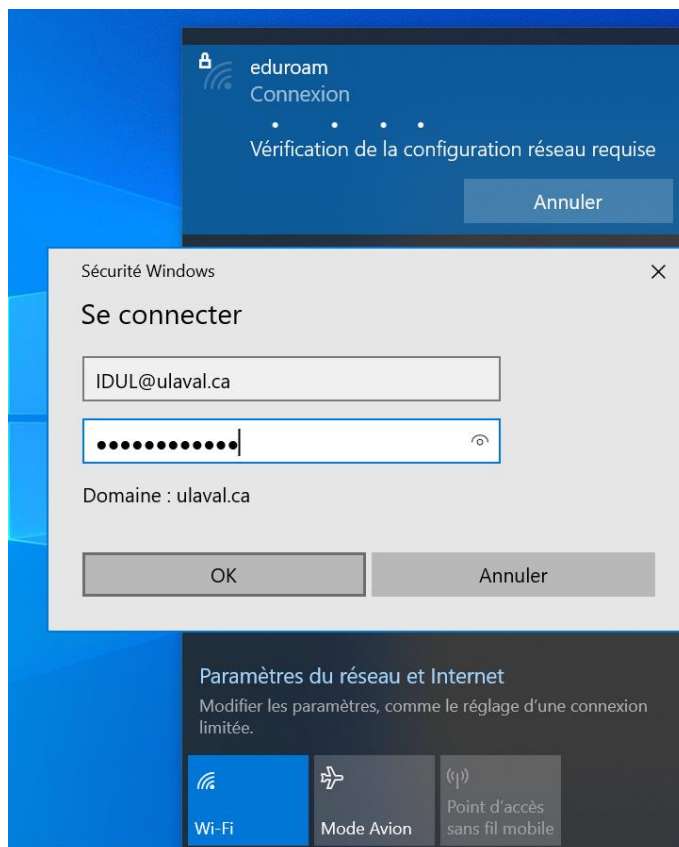 eduroam
Connexion
Vérification de la configuration réseau requise
Annuler
Sécurité Windows
Se connecter
IDUL@ulaval.ca
●●●●●●●●●●●●
Domaine : ulaval.ca
OK
Annuler
Paramètres du réseau et Internet
Modifier les paramètres, comme le réglage d'une connexion
limitée.
Wi-Fi
Mode Avion
Point d'accès
sans fil mobile